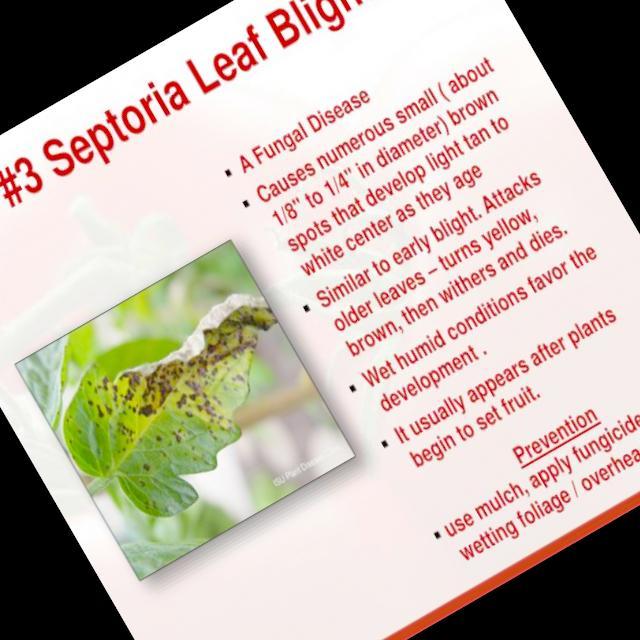 #3 Septoria Leaf Bligh
▪ A Fungal Disease
▪ Causes numerous small ( about
1/8" to 1/4" in diameter) brown
spots that develop light tan to
white center as they age
▪ Similar to early blight. Attacks
older leaves – turns yellow,
brown, then withers and dies.
▪ Wet humid conditions favor the
development .
▪ It usually appears after plants
begin to set fruit.
Prevention
▪ use mulch, apply fungicide
wetting foliage / overhea
ISU Plant